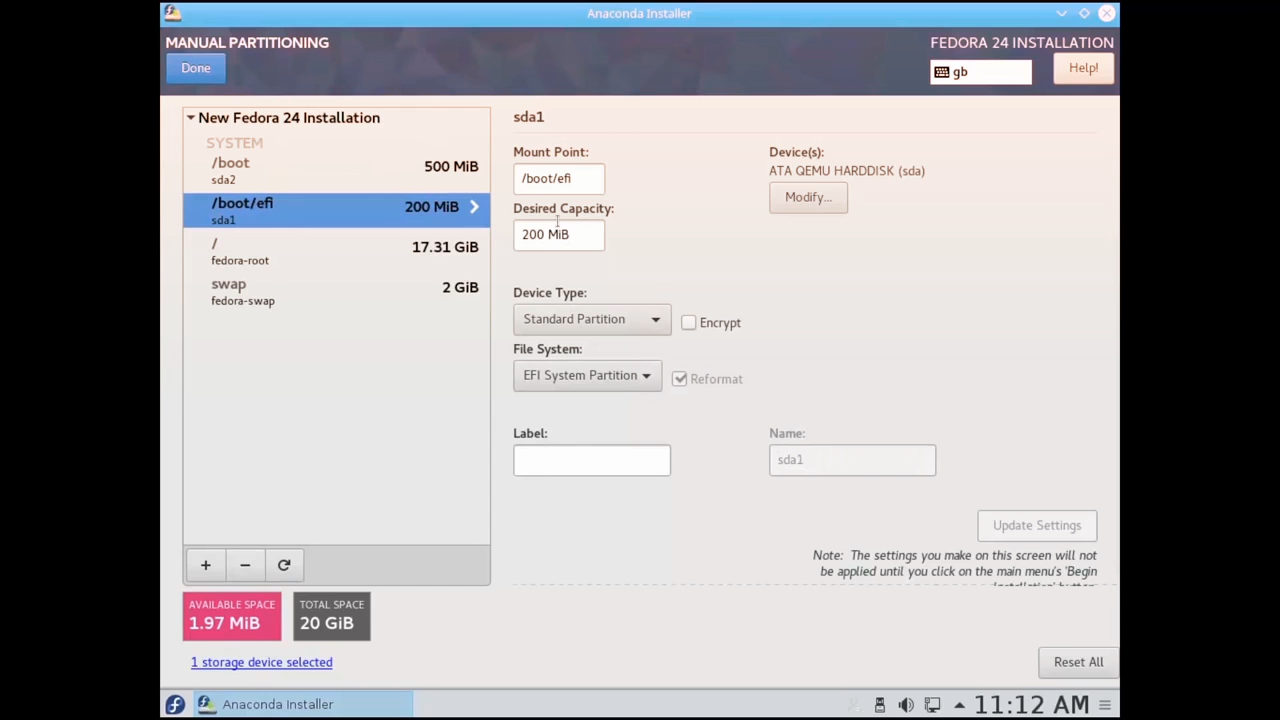 Anaconda Installer
MANUAL PARTITIONING
Done
FEDORA 24 INSTALLATION
gb
Help!
New Fedora 24 Installation
SYSTEM
/boot
500 MiB
sda2
/boot/efi
200 MiB
sda1
/
17.31 GiB
fedora-root
swap
2 GiB
fedora-swap
+ −
AVAILABLE SPACE
1.97 MiB
TOTAL SPACE
20 GiB
1 storage device selected
sda1
Mount Point:
/boot/efi
Desired Capacity:
200 MiB
Device(s):
ATA QEMU HARDDISK (sda)
Modify...
Device Type:
Standard Partition
Encrypt
File System:
EFI System Partition
Reformat
Label:
Name:
sda1
Update Settings
Note: The settings you make on this screen will not
be applied until you click on the main menu's 'Begin
Installation' button.
Reset All
Anaconda Installer
11:12 AM